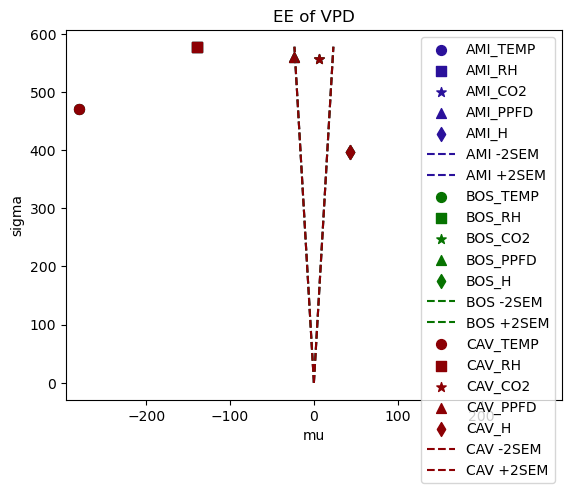 EE of VPD
sigma
600
500
400
300
200
100
0
−200
−100
0
100
200
mu
AMI_TEMP
AMI_RH
AMI_CO2
AMI_PPFD
AMI_H
AMI -2SEM
AMI +2SEM
BOS_TEMP
BOS_RH
BOS_CO2
BOS_PPFD
BOS_H
BOS -2SEM
BOS +2SEM
CAV_TEMP
CAV_RH
CAV_CO2
CAV_PPFD
CAV_H
CAV -2SEM
CAV +2SEM